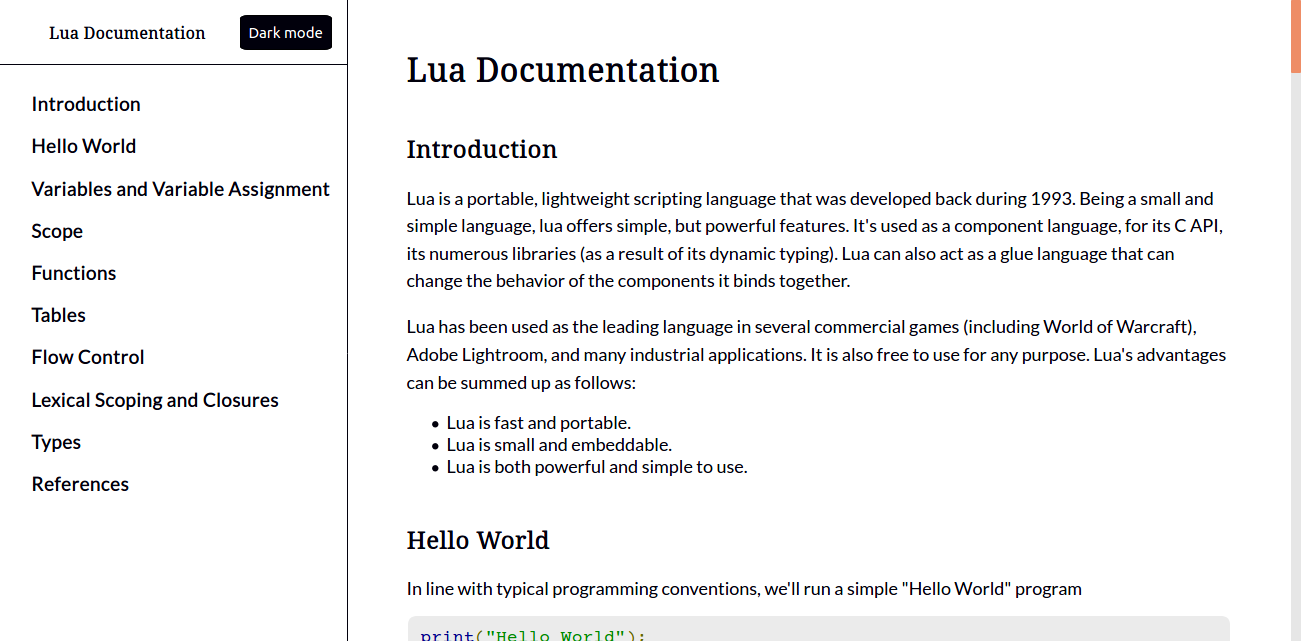 Lua Documentation
Dark mode
Introduction
Hello World
Variables and Variable Assignment
Scope
Functions
Tables
Flow Control
Lexical Scoping and Closures
Types
References
Lua Documentation
Introduction
Lua is a portable, lightweight scripting language that was developed back during 1993. Being a small and
simple language, lua offers simple, but powerful features. It's used as a component language, for its C API,
its numerous libraries (as a result of its dynamic typing). Lua can also act as a glue language that can
change the behavior of the components it binds together.
Lua has been used as the leading language in several commercial games (including World of Warcraft),
Adobe Lightroom, and many industrial applications. It is also free to use for any purpose. Lua's advantages
can be summed up as follows:
• Lua is fast and portable.
• Lua is small and embeddable.
• Lua is both powerful and simple to use.
Hello World
In line with typical programming conventions, we'll run a simple "Hello World" program
print("Hello World");